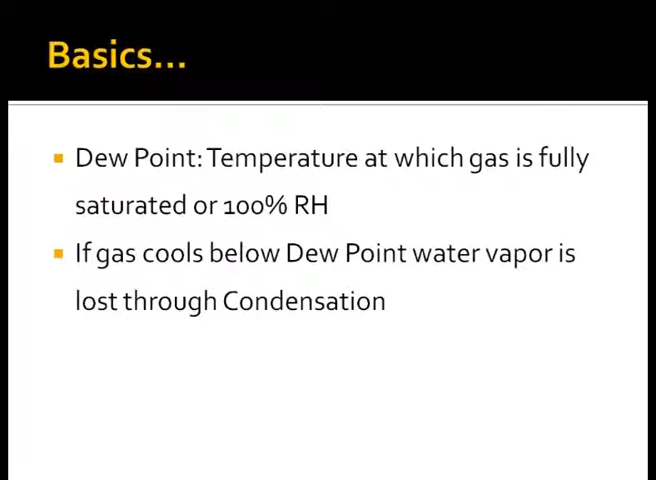 Basics...
Dew Point: Temperature at which gas is fully
saturated or 100% RH
If gas cools below Dew Point water vapor is
lost through Condensation